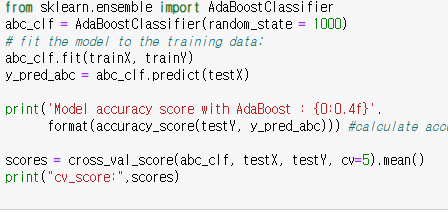 from sklearn.ensemble import AdaBoostClassifier
abc_clf = AdaBoostClassifier(random_state = 1000)
# fit the model to the training data:
abc_clf.fit(trainX, trainY)
y_pred_abc = abc_clf.predict(testX)
print('Model accuracy score with AdaBoost : {0:0.4f}'.
format(accuracy_score(testY, y_pred_abc))) #calculate
scores = cross_val_score(abc_clf, testX, testY, cv=5).mean()
print("cv_score:",scores)